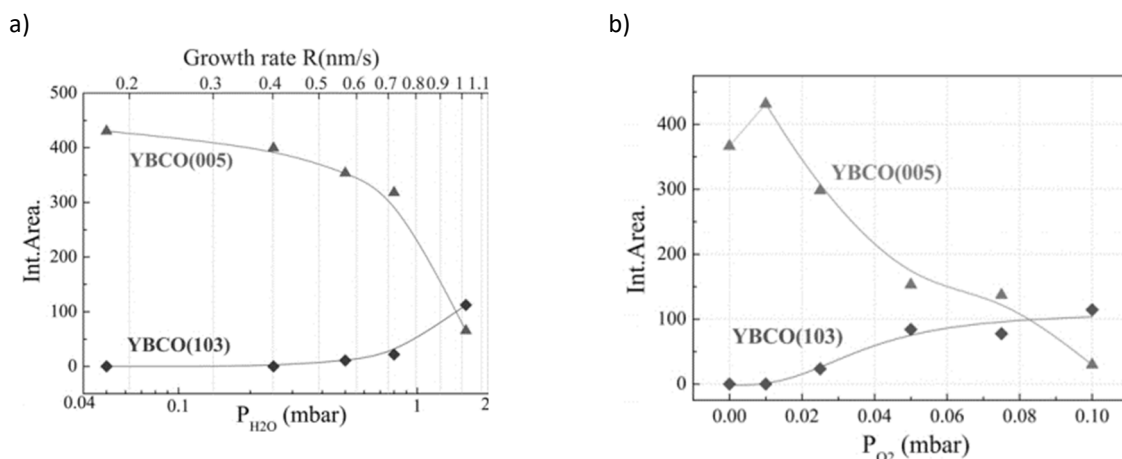 a)
Growth rate R(nm/s)
0.2 0.3 0.4 0.5 0.6 0.7 0.8 0.9 1 1.1
500
400
300
200
100
0
Int.Area.
YBCO(005)
YBCO(103)
0.04 0.1 1 2
P_H2O (mbar)
b)
400
300
200
100
0
Int.Area.
YBCO(005)
YBCO(103)
0.00 0.02 0.04 0.06 0.08 0.10
P_O2 (mbar)